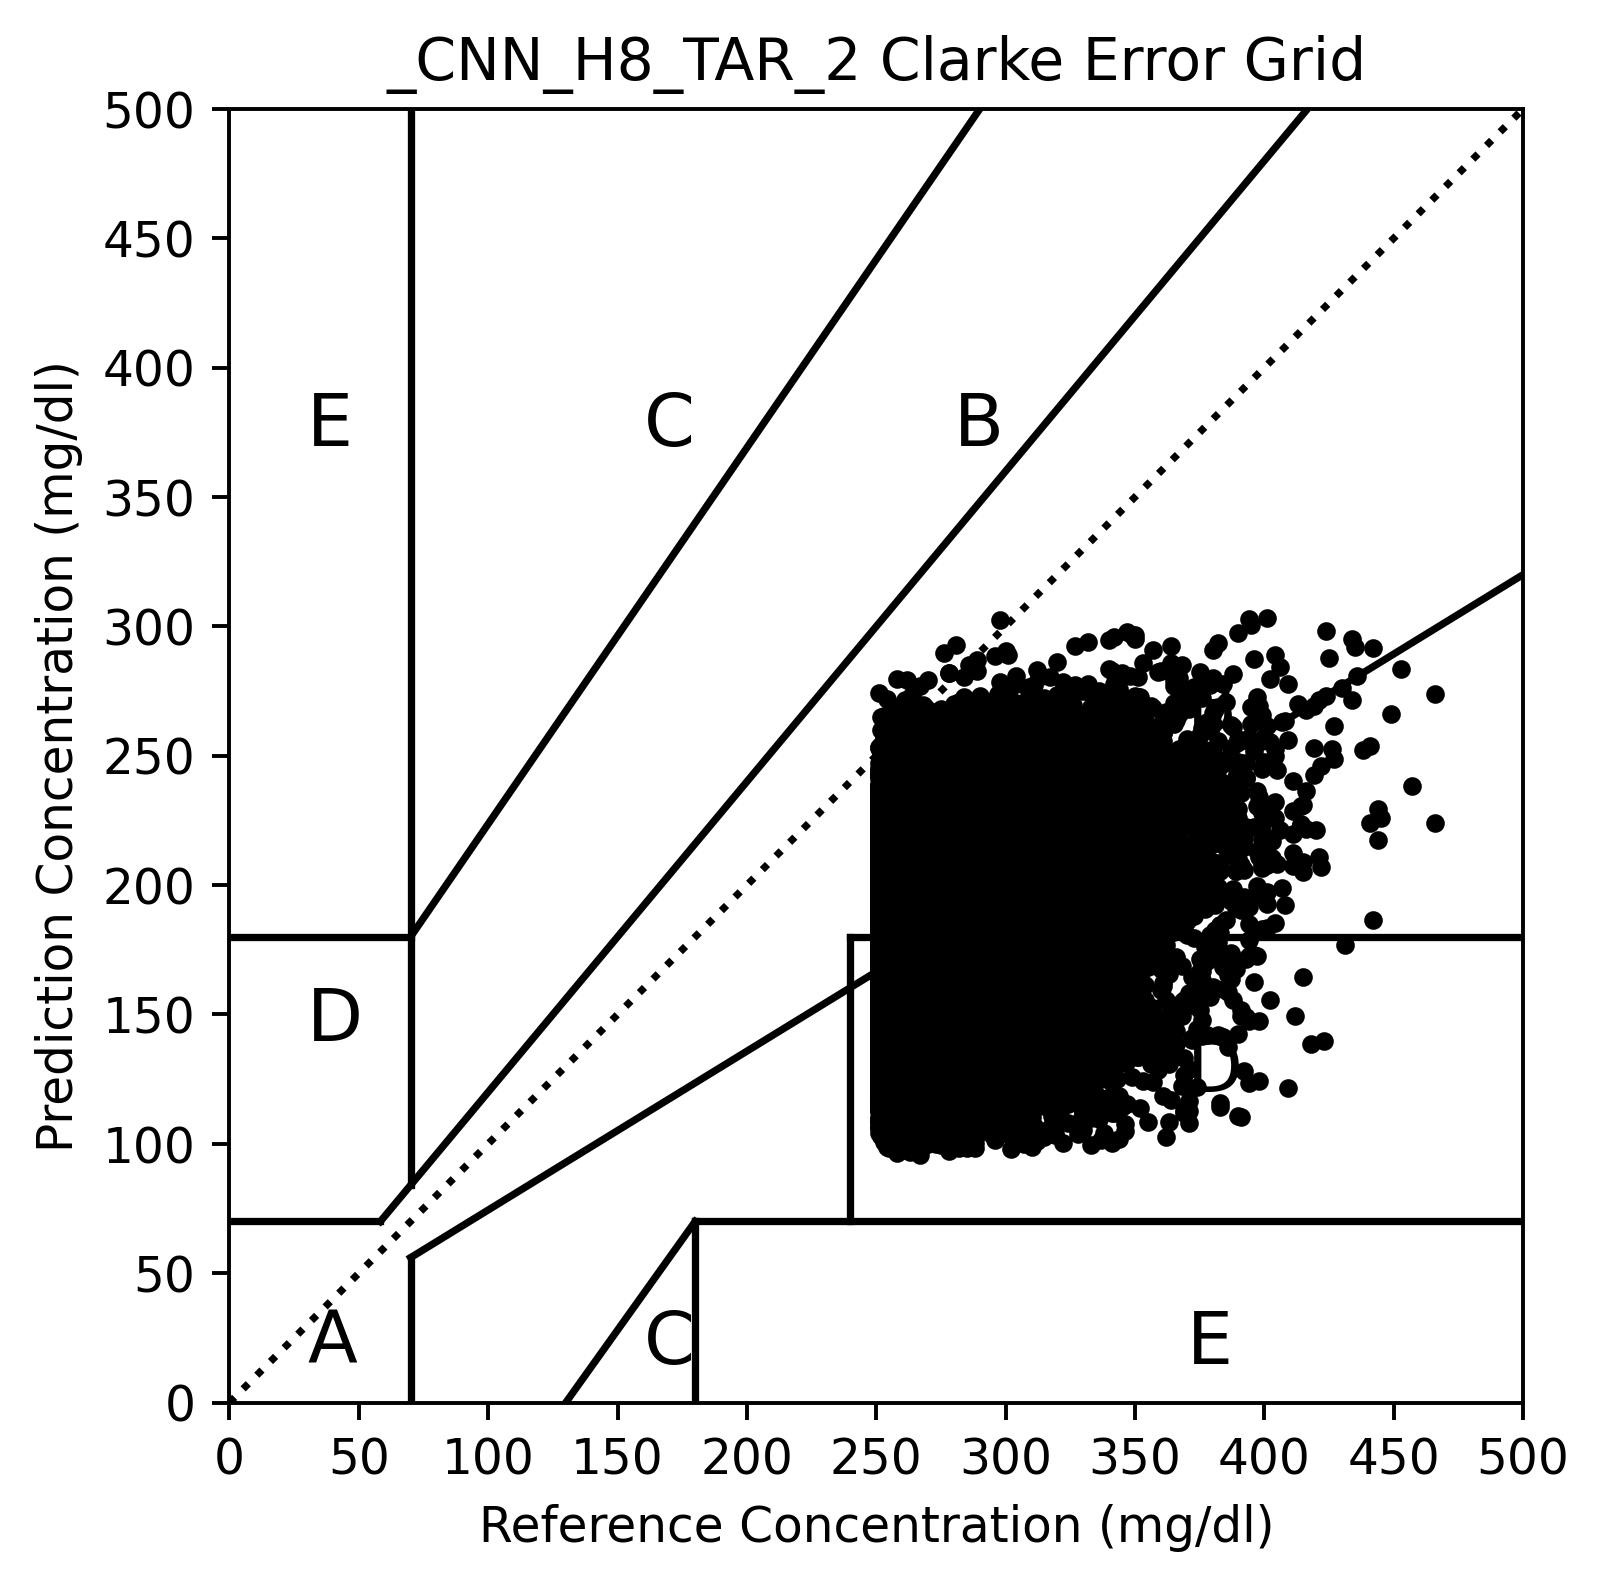 _CNN_H8_TAR_2 Clarke Error Grid
500
450
400
350
300
250
200
150
100
50
0
Prediction Concentration (mg/dl)
E
C
B
D
D
A
C
E
0 50 100 150 200 250 300 350 400 450 500
Reference Concentration (mg/dl)